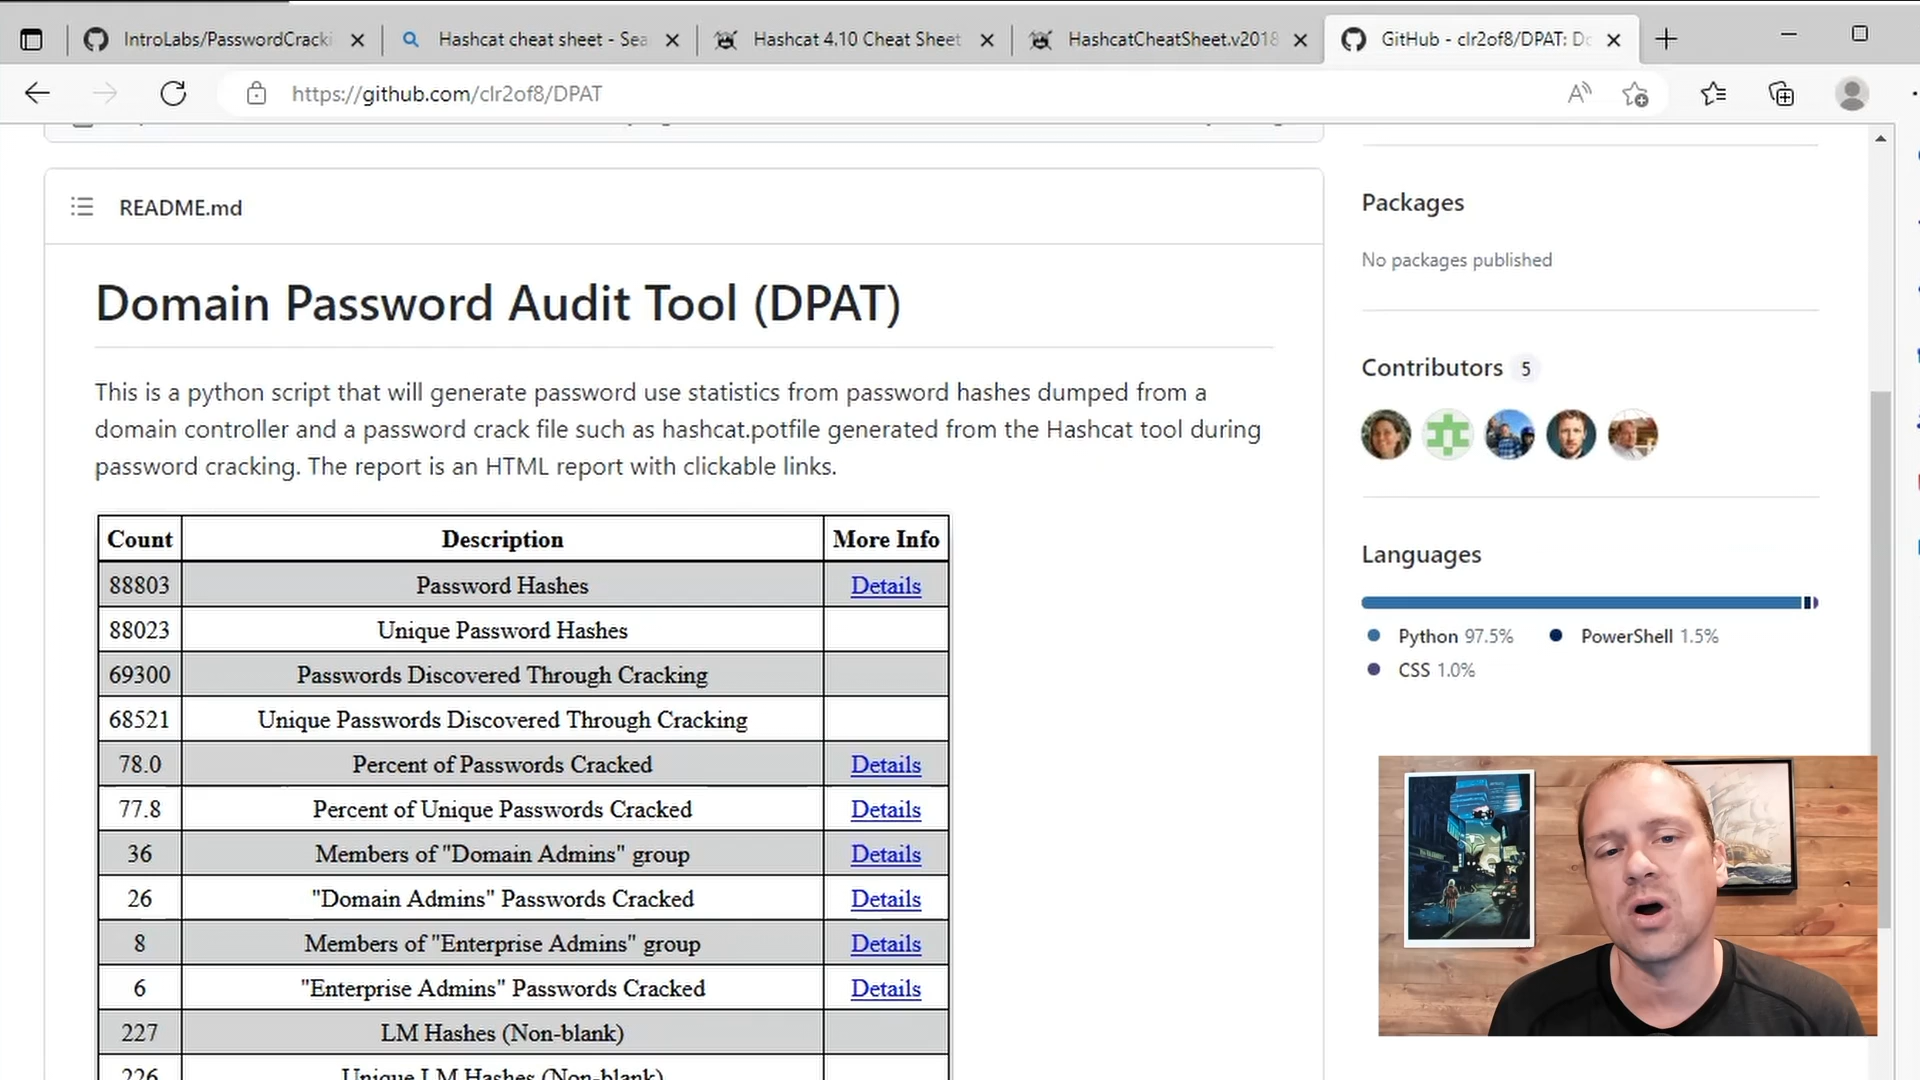 IntroLabs/PasswordCracki
Hashcat cheat sheet - Sea
Hashcat 4.10 Cheat Sheet
HashcatCheatSheet.v2018
GitHub - clr2of8/DPAT: Do
https://github.com/clr2of8/DPAT
README.md
Domain Password Audit Tool (DPAT)
This is a python script that will generate password use statistics from password hashes dumped from a
domain controller and a password crack file such as hashcat.potfile generated from the Hashcat tool during
password cracking. The report is an HTML report with clickable links.
Count Description More Info
88803 Password Hashes Details
88023 Unique Password Hashes
69300 Passwords Discovered Through Cracking
68521 Unique Passwords Discovered Through Cracking
78.0 Percent of Passwords Cracked Details
77.8 Percent of Unique Passwords Cracked Details
36 Members of "Domain Admins" group Details
26 "Domain Admins" Passwords Cracked Details
8 Members of "Enterprise Admins" group Details
6 "Enterprise Admins" Passwords Cracked Details
227 LM Hashes (Non-blank)
226 Unique LM Hashes (Non-blank)
Packages
No packages published
Contributors 5
Languages
Python 97.5% PowerShell 1.5%
CSS 1.0%